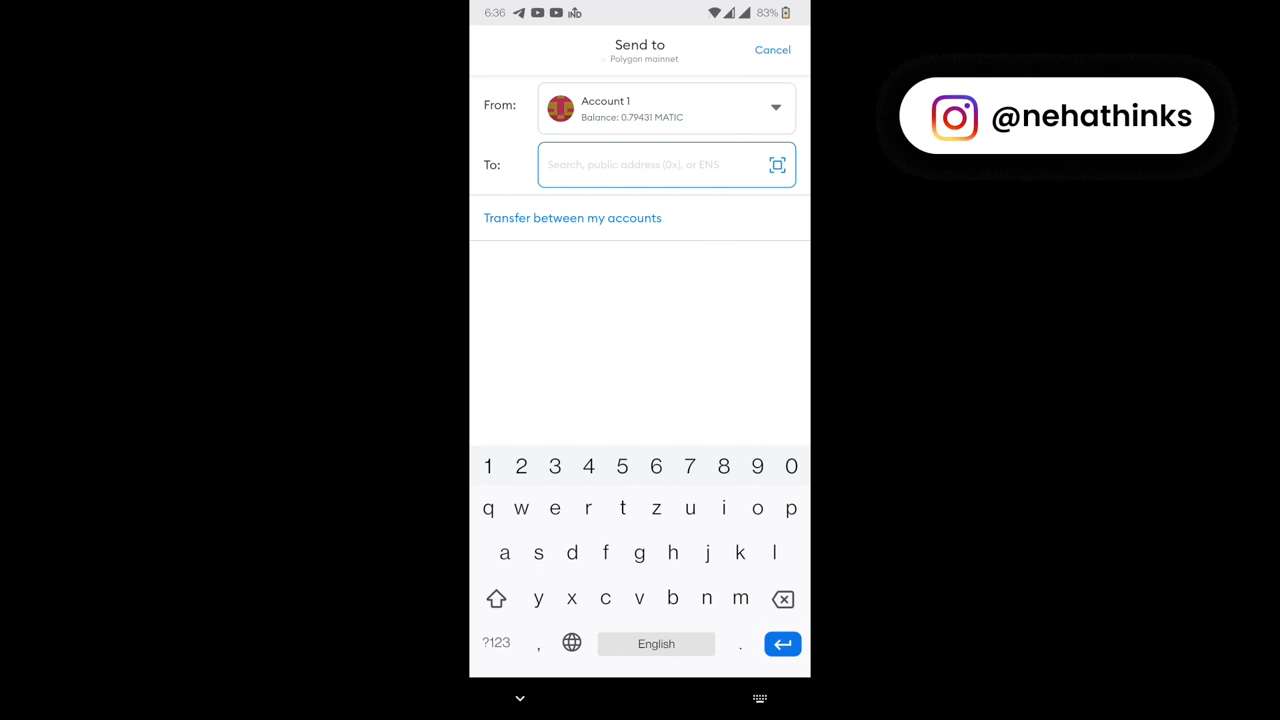 6:36 IND 83%
Send to
Polygon mainnet
Cancel
@nehathinks
From:
Account 1
Balance: 0.79431 MATIC
To:
Search, public address (0x), or ENS
Transfer between my accounts
1 2 3 4 5 6 7 8 9 0
q w e r t z u i o p
a s d f g h j k l
y x c v b n m
?123 , English .